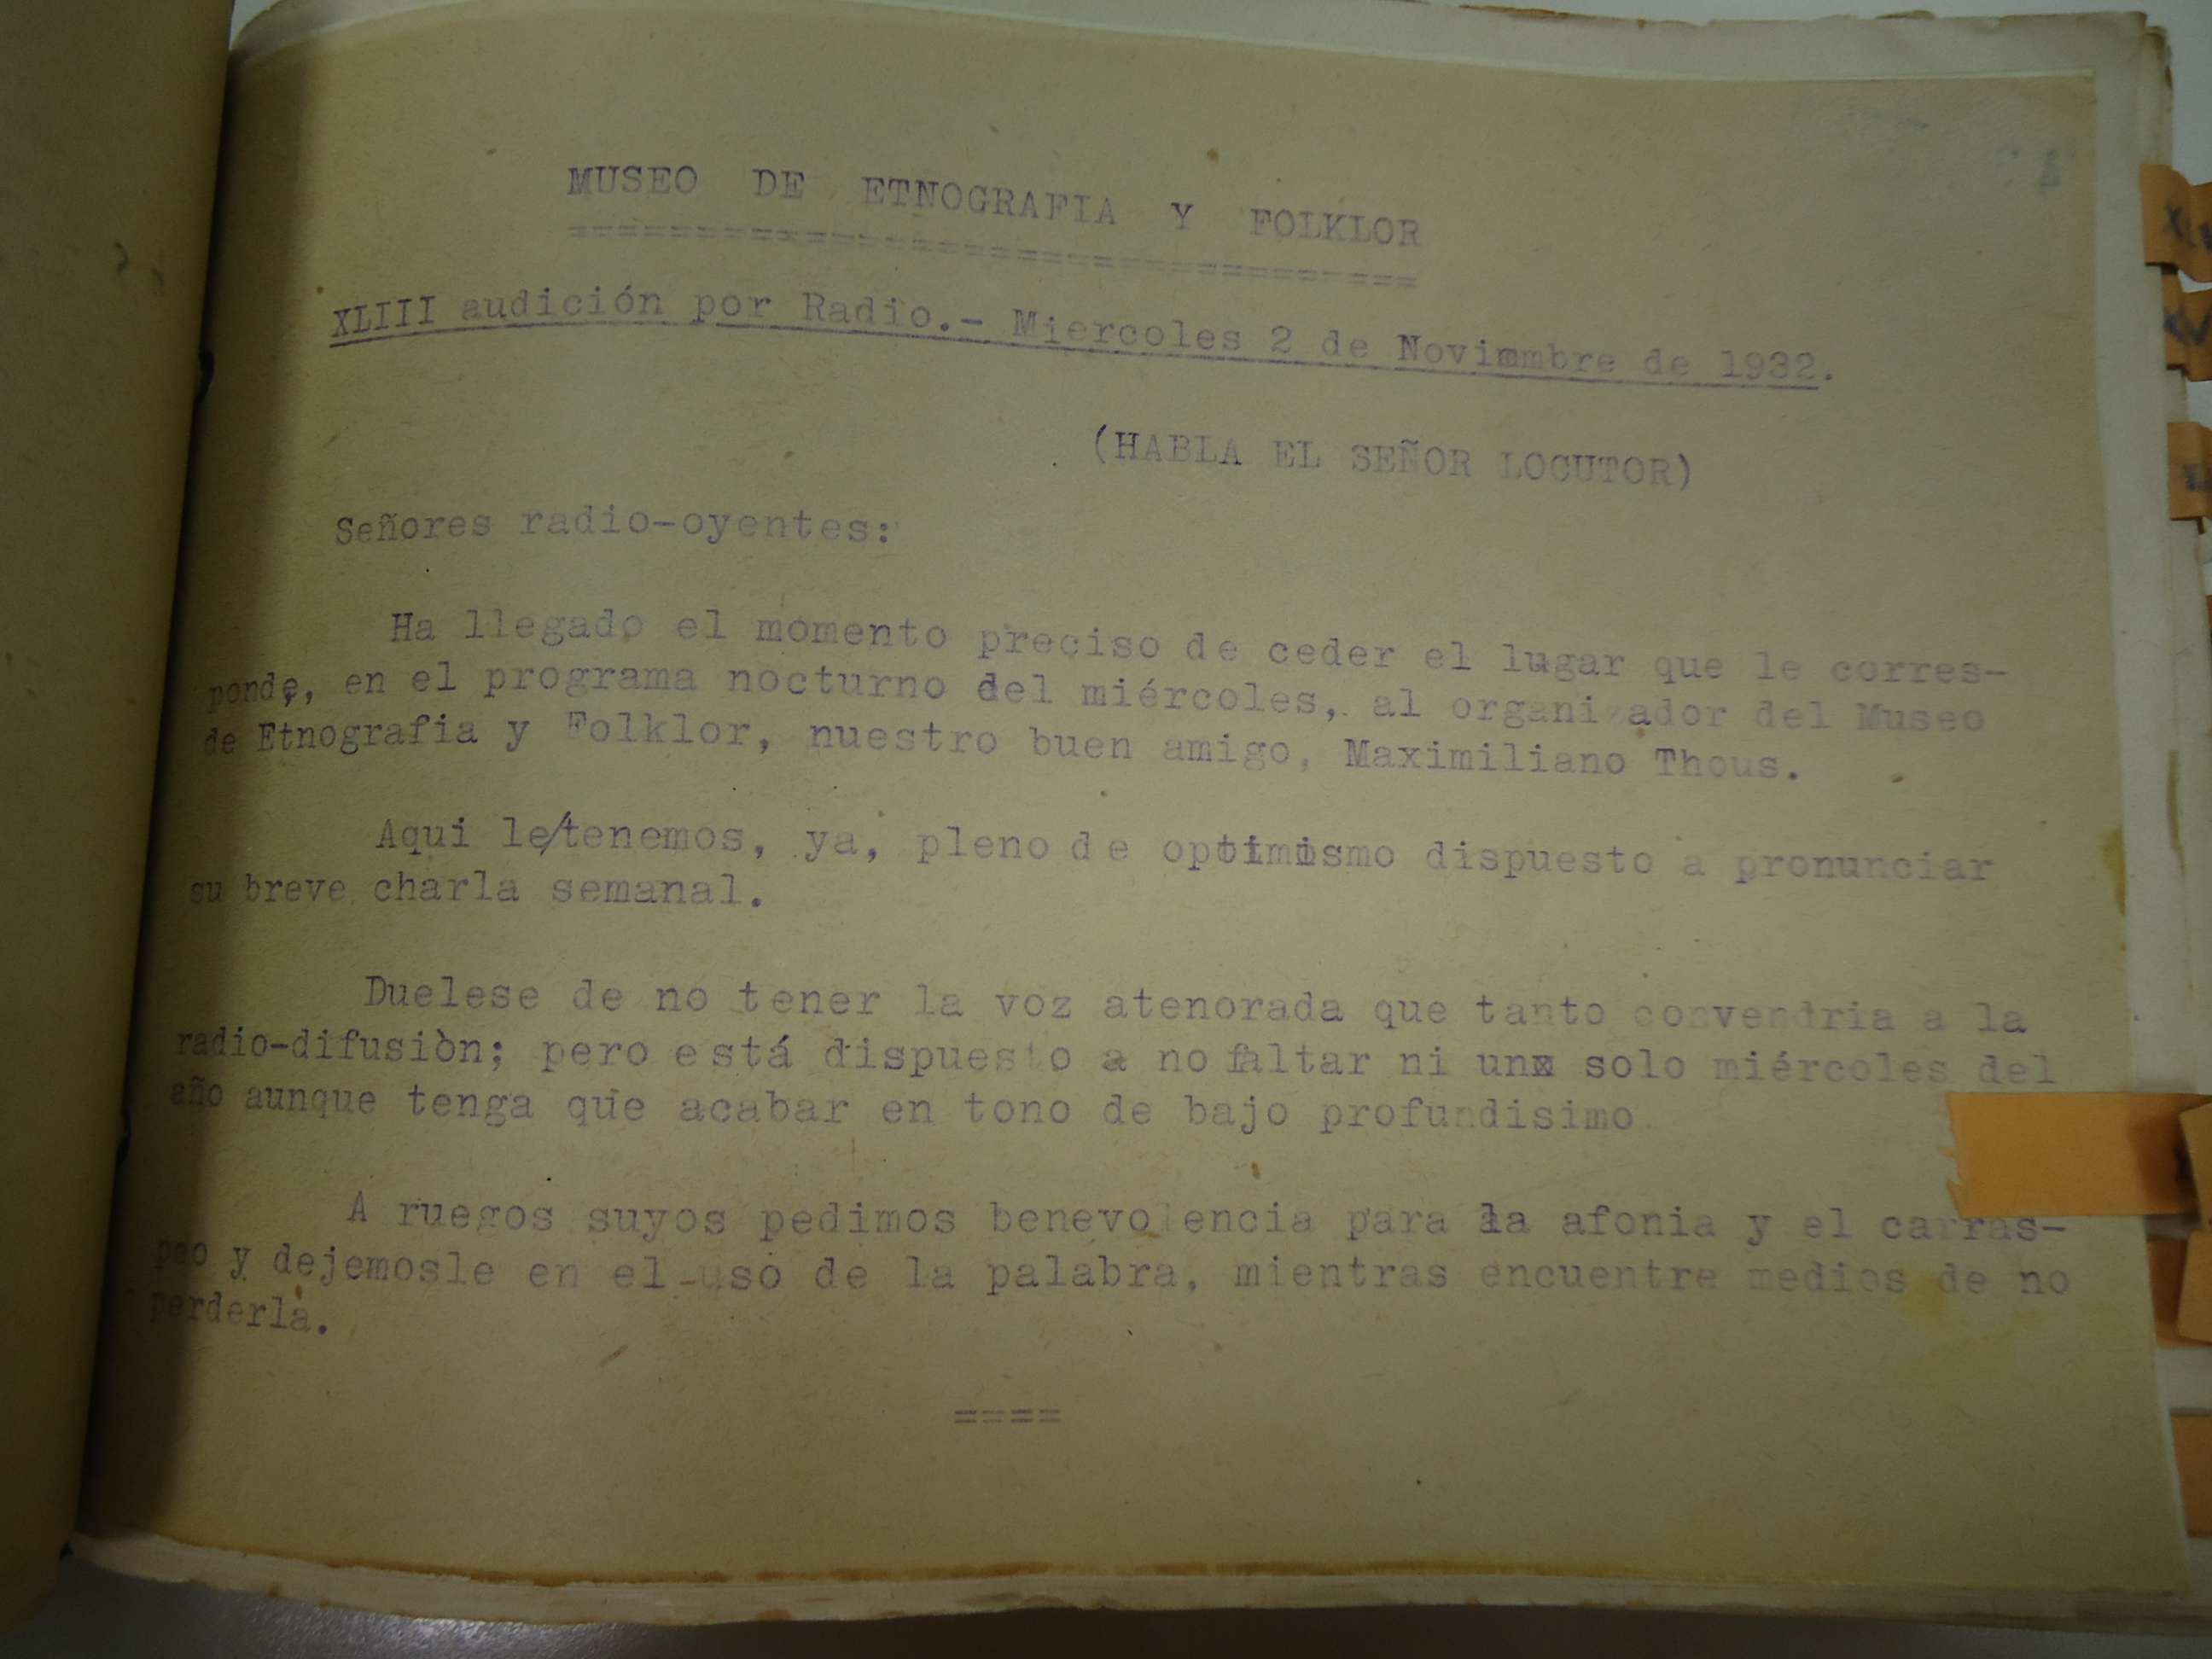 MUSEO DE ETNOGRAFIA Y FOLKLOR
==================================
XLIII audición por Radio.- Miercoles 2 de Novimmbre de 1932.
(HABLA EL SEÑOR LOCUTOR)
Señores radio-oyentes:
Ha llegado el momento preciso de ceder el lugar que le corres-
ponde, en el programa nocturno del miércoles, al organizador del Museo
de Etnografia y Folklor, nuestro buen amigo, Maximiliano Thous.
Aqui le/tenemos, ya, pleno de optimismo dispuesto a pronunciar
su breve charla semanal.
Duelese de no tener la voz atenorada que tanto convendria a la
radio-difusiòn; pero está dispuesto a no faltar ni unx solo miércoles del
año aunque tenga que acabar en tono de bajo profundisimo.
A ruegos suyos pedimos benevolencia para la afonia y el carras-
peo y dejemosle en el uso de la palabra, mientras encuentre medios de no
perderla.
====